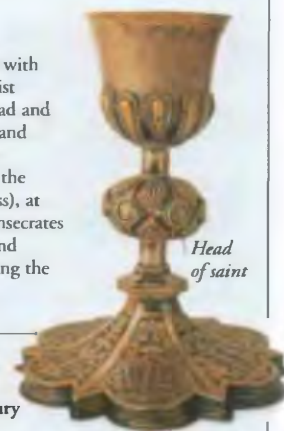 with
ist
ad and
and
the
ss), at
nsecrates
nd
ng the
Head
of saint
ury